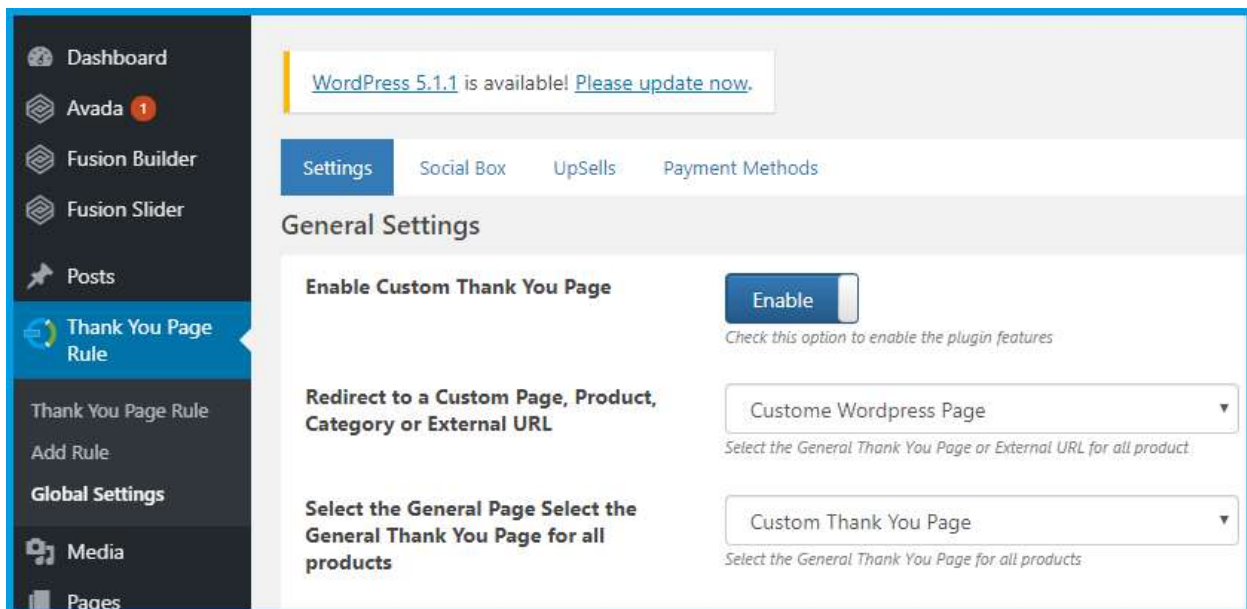 Dashboard
Avada 1
Fusion Builder
Fusion Slider
Posts
Thank You Page
Rule
Thank You Page Rule
Add Rule
Global Settings
Media
Pages
WordPress 5.1.1 is available! Please update now.
Settings Social Box UpSells Payment Methods
General Settings
Enable Custom Thank You Page
Enable
Check this option to enable the plugin features
Redirect to a Custom Page, Product,
Category or External URL
Custome Wordpress Page
Select the General Thank You Page or External URL for all product
Select the General Page Select the
General Thank You Page for all
products
Custom Thank You Page
Select the General Thank You Page for all products